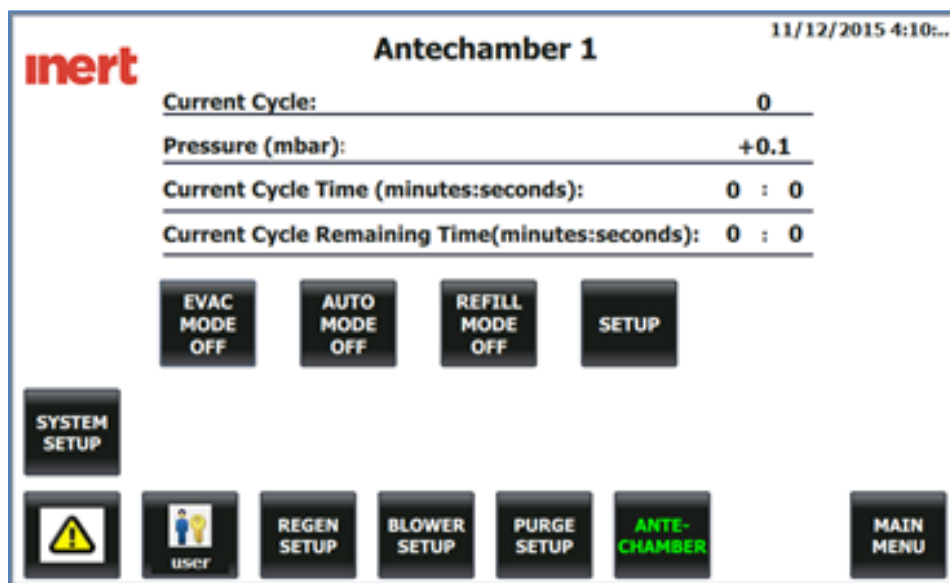 11/12/2015 4:10:..
inert
Antechamber 1
Current Cycle: 0
Pressure (mbar): +0.1
Current Cycle Time (minutes:seconds): 0 : 0
Current Cycle Remaining Time(minutes:seconds): 0 : 0
EVAC MODE OFF
AUTO MODE OFF
REFILL MODE OFF
SETUP
SYSTEM SETUP
user
REGEN SETUP
BLOWER SETUP
PURGE SETUP
ANTE-CHAMBER
MAIN MENU